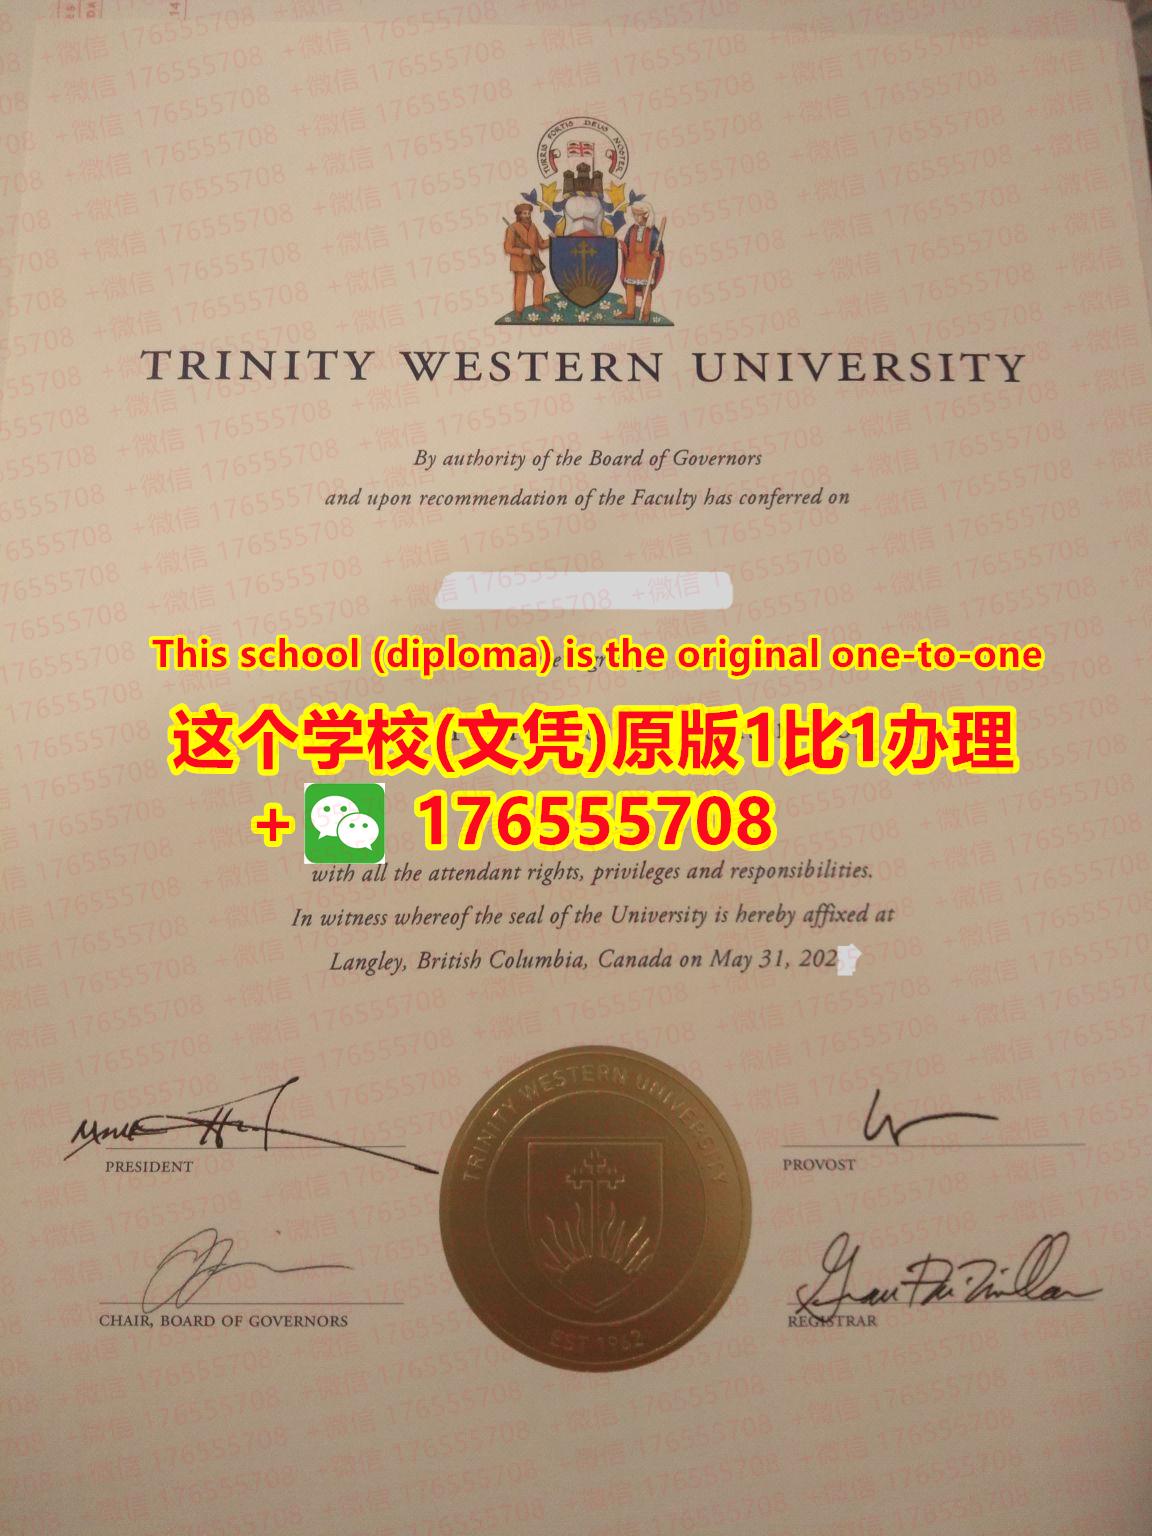 TURRIS FORTIS DEUS NOSTER
TRINITY WESTERN UNIVERSITY
By authority of the Board of Governors
and upon recommendation of the Faculty has conferred on
This school (diploma) is the original one-to-one
这个学校(文凭)原版1比1办理
+ 176555708
with all the attendant rights, privileges and responsibilities.
In witness whereof the seal of the University is hereby affixed at
Langley, British Columbia, Canada on May 31, 202
PRESIDENT
PROVOST
CHAIR, BOARD OF GOVERNORS
REGISTRAR
TRINITY WESTERN UNIVERSITY
EST 1962
+微信 176555708